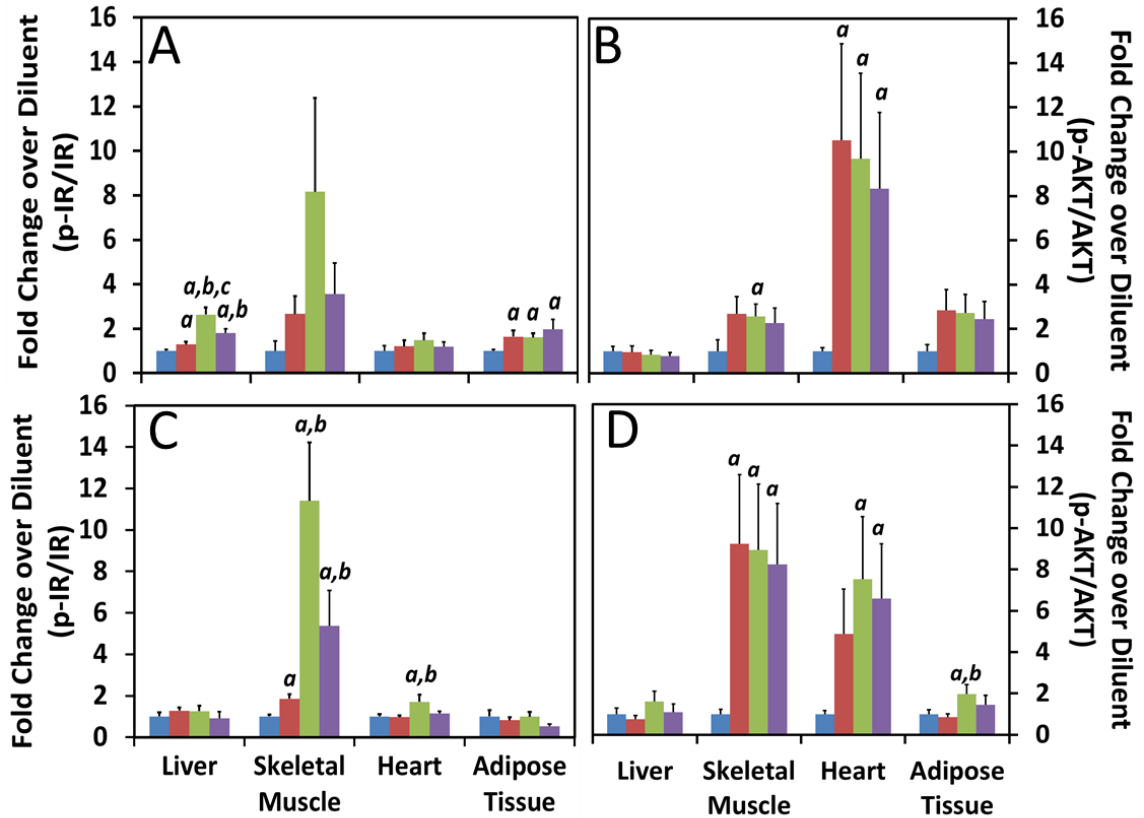 A
16
14
12
10
8
6
4
2
0
Fold Change over Diluent
(p-IR/IR)
a
a,b,c
a,b
a
a
a
B
16
14
12
10
8
6
4
2
0
Fold Change over Diluent
(p-AKT/AKT)
a
a
a
a
C
16
14
12
10
8
6
4
2
0
Fold Change over Diluent
(p-IR/IR)
a
a,b
a,b
a,b
Liver
Skeletal
Muscle
Heart
Adipose
Tissue
D
16
14
12
10
8
6
4
2
0
Fold Change over Diluent
(p-AKT/AKT)
a
a
a
a
a
a,b
Liver
Skeletal
Muscle
Heart
Adipose
Tissue